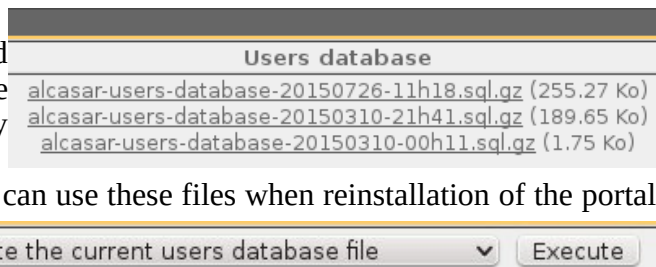 Users database
alcasar-users-database-20150726-11h18.sql.gz (255.27 Ko)
alcasar-users-database-20150310-21h41.sql.gz (189.65 Ko)
alcasar-users-database-20150310-00h11.sql.gz (1.75 Ko)
can use these files when reinstallation of the portal
the current users database file Execute